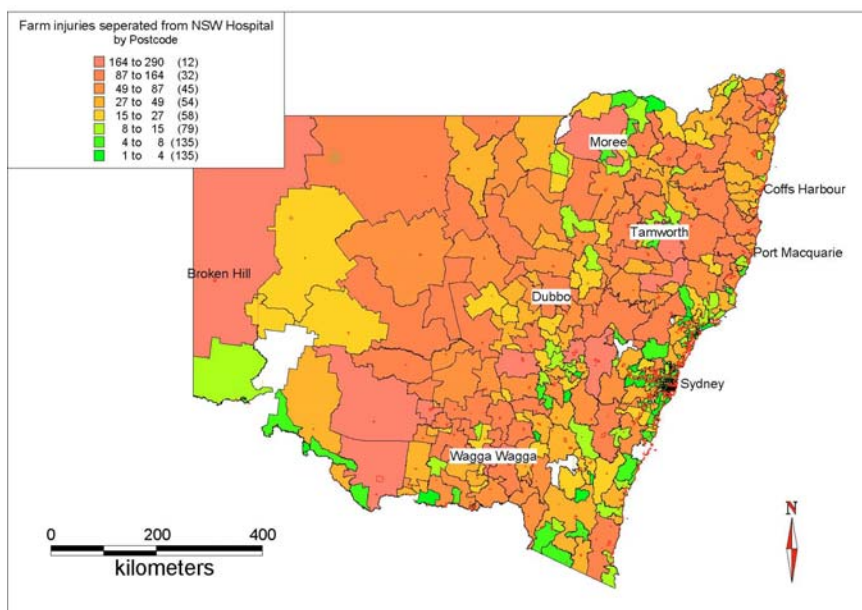 Farm injuries seperated from NSW Hospital
by Postcode
164 to 290 (12)
87 to 164 (32)
49 to 87 (45)
27 to 49 (54)
15 to 27 (58)
8 to 15 (79)
4 to 8 (135)
1 to 4 (135)
Moree
Coffs Harbour
Tamworth
Port Macquarie
Broken Hill
Dubbo
Sydney
Wagga Wagga
N
0 200 400
kilometers